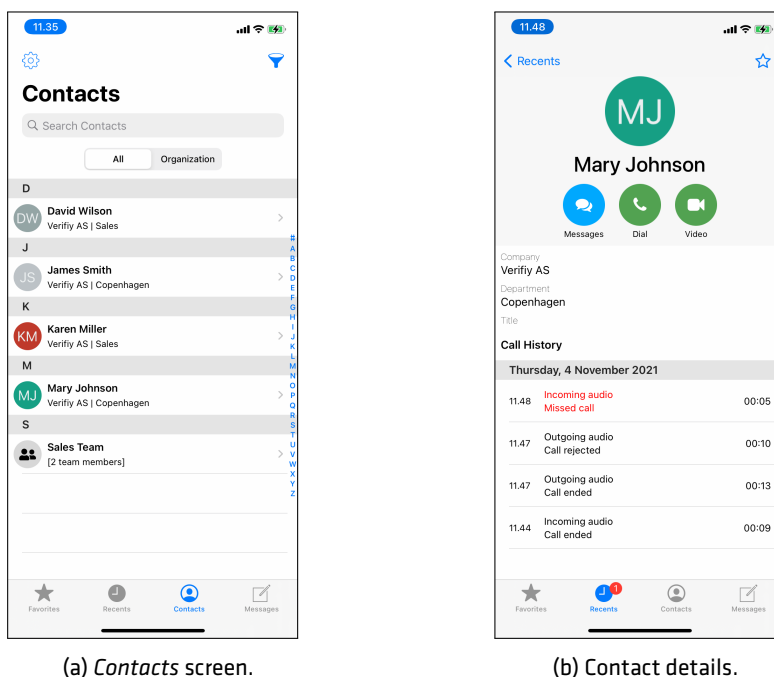 11.35
Contacts
Search Contacts
All Organization
D
DW David Wilson
Verifiy AS | Sales
J
JS James Smith
Verifiy AS | Copenhagen
K
KM Karen Miller
Verifiy AS | Sales
M
MJ Mary Johnson
Verifiy AS | Copenhagen
S
Sales Team
[2 team members]
#
A
B
C
D
E
F
G
H
I
J
K
L
M
N
O
P
Q
R
S
T
U
V
W
X
Y
Z
Favorites Recents Contacts Messages
(a) Contacts screen.
11.48
Recents
MJ
Mary Johnson
Messages Dial Video
Company
Verifiy AS
Department
Copenhagen
Title
Call History
Thursday, 4 November 2021
11.48 Incoming audio 00:05
Missed call
11.47 Outgoing audio 00:10
Call rejected
11.47 Outgoing audio 00:13
Call ended
11.44 Incoming audio 00:09
Call ended
1
Favorites Recents Contacts Messages
(b) Contact details.